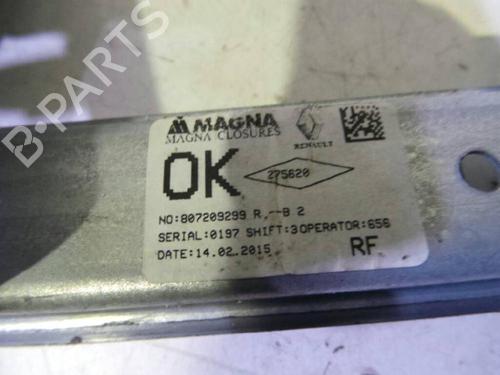 MAGNA
MAGNA CLOSURES
RENAULT
OK
275620
NO:807209299 R,--B 2
SERIAL:0197 SHIFT:3OPERATOR:656
DATE:14.02.2015
RF
B-PARTS